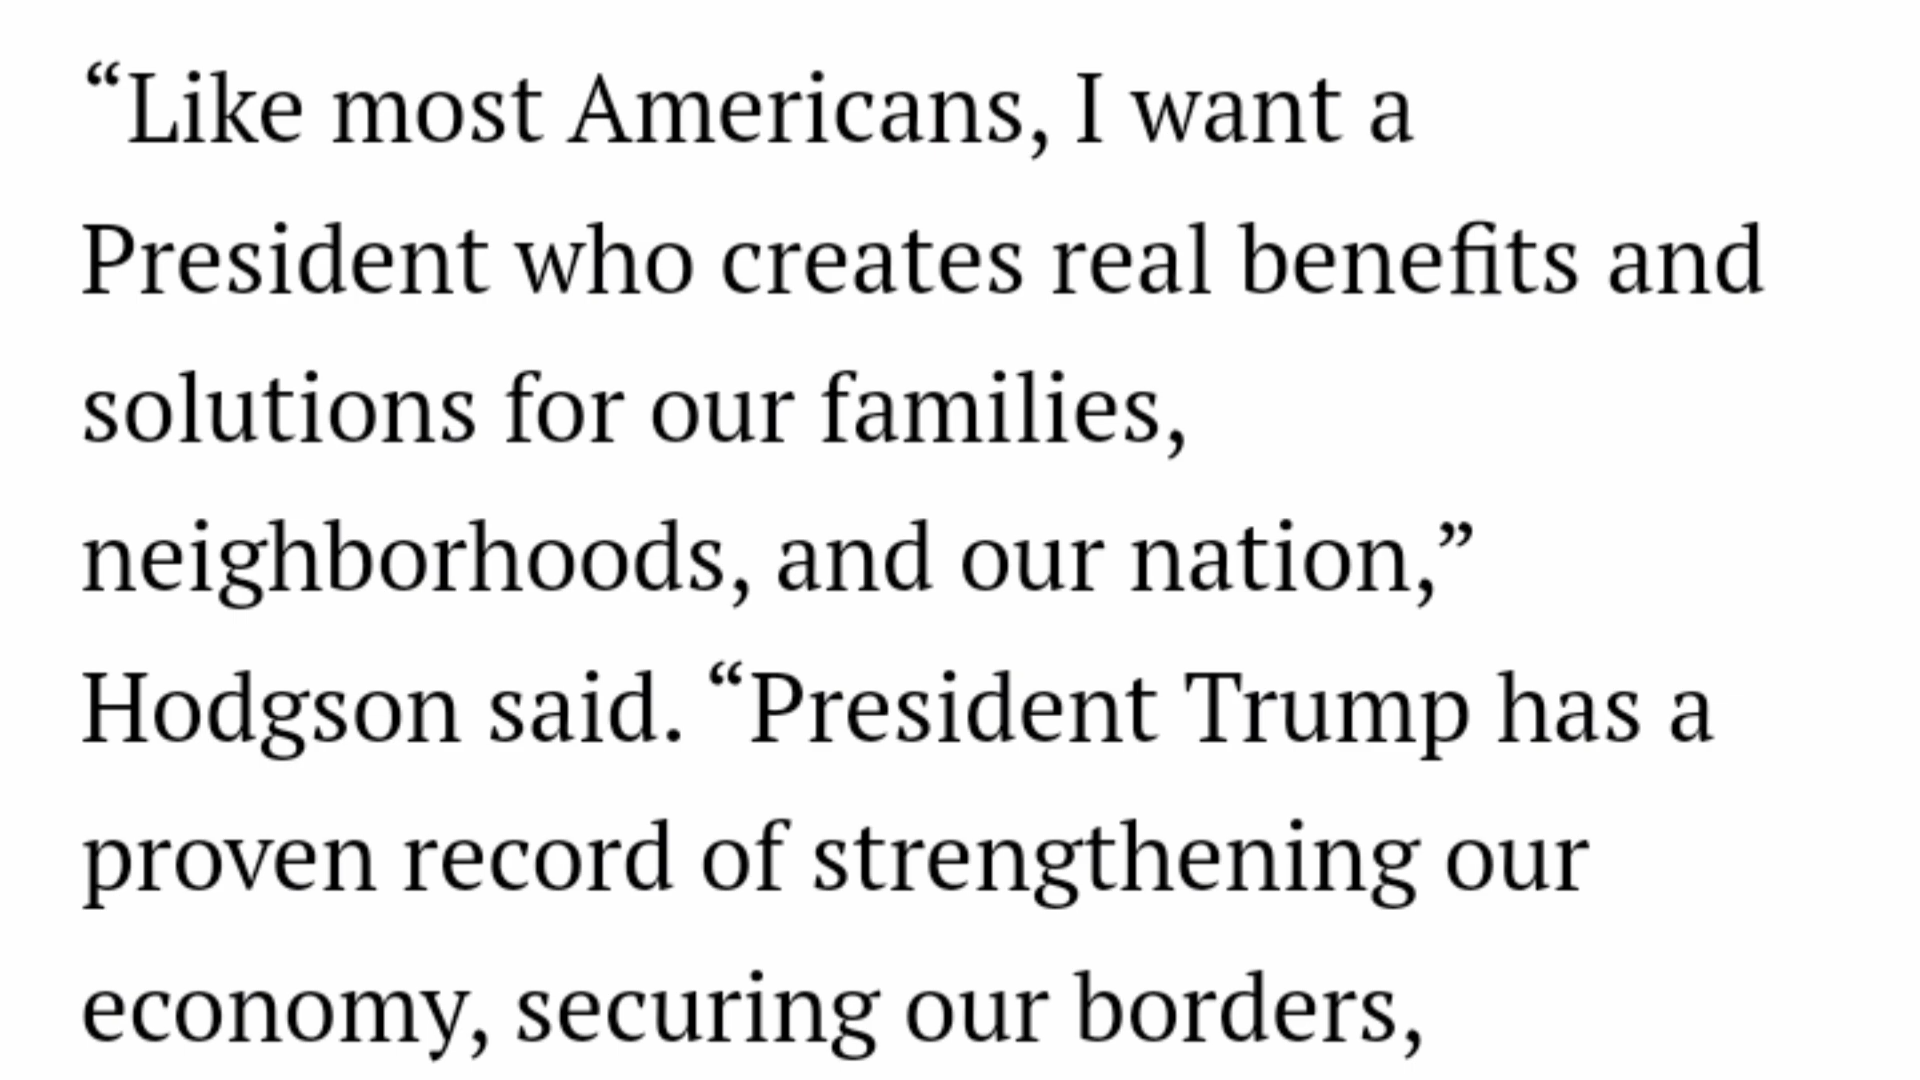 “Like most Americans, I want a
President who creates real benefits and
solutions for our families,
neighborhoods, and our nation,”
Hodgson said. “President Trump has a
proven record of strengthening our
economy, securing our borders,